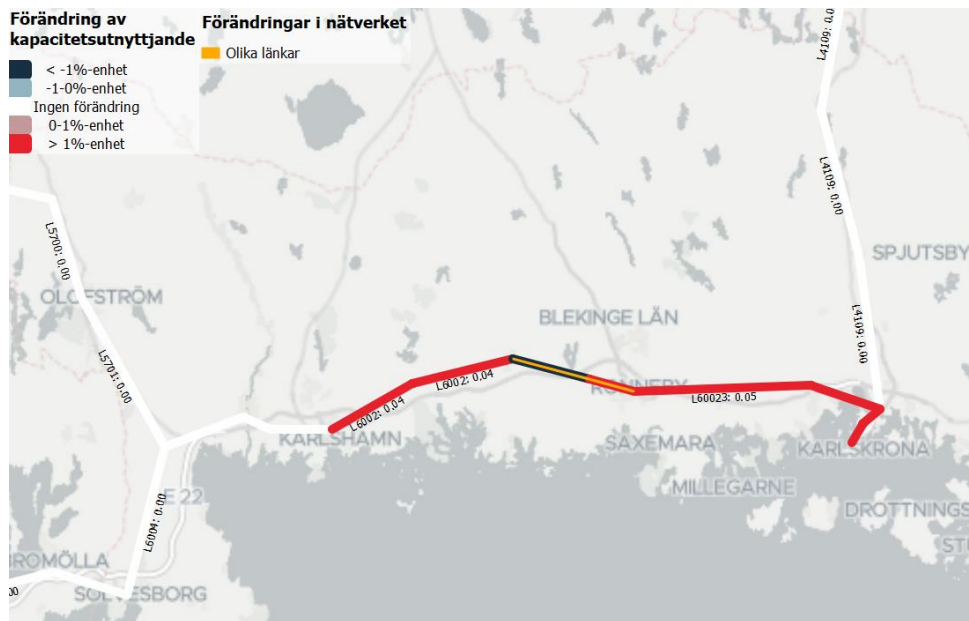 Förändring av
kapacitetsutnyttjande
< -1%-enhet
-1-0%-enhet
Ingen förändring
0-1%-enhet
> 1%-enhet
Förändringar i nätverket
Olika länkar
L4109: 0.0
L4109: 0.00
SPJUTSBY
L5700: 0.00
OLOFSTRÖM
L4109: 0.00
BLEKINGE LÄN
L5701: 0.00
L6002: 0.04
RONNEBY
L60023: 0.05
L6002: 0.04
KARLSHAMN
SAXEMARA
KARLSKRONA
MILLEGARNE
E 22
L6004: 0.00
DROTTNINGS
STU
BROMÖLLA
00
SÖLVESBORG